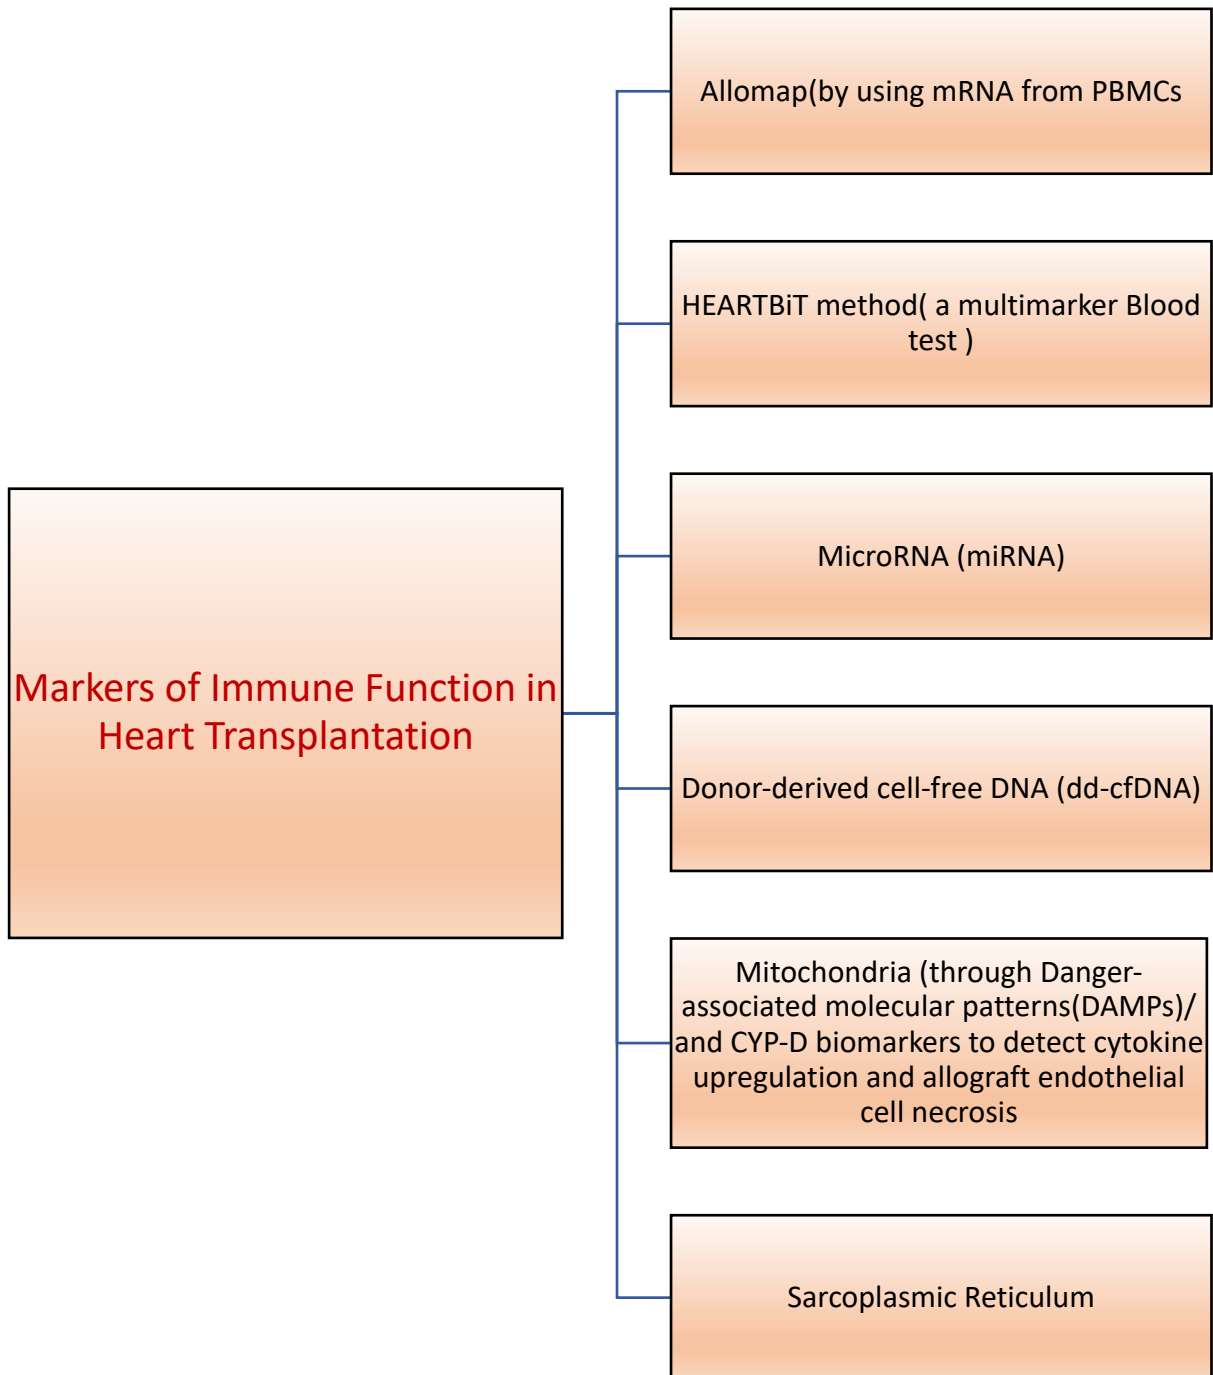 Allomap(by using mRNA from PBMCs
HEARTBiT method( a multimarker Blood
test )
MicroRNA (miRNA)
Markers of Immune Function in
Heart Transplantation
Donor-derived cell-free DNA (dd-cfDNA)
Mitochondria (through Danger-
associated molecular patterns(DAMPs)/
and CYP-D biomarkers to detect cytokine
upregulation and allograft endothelial
cell necrosis
Sarcoplasmic Reticulum